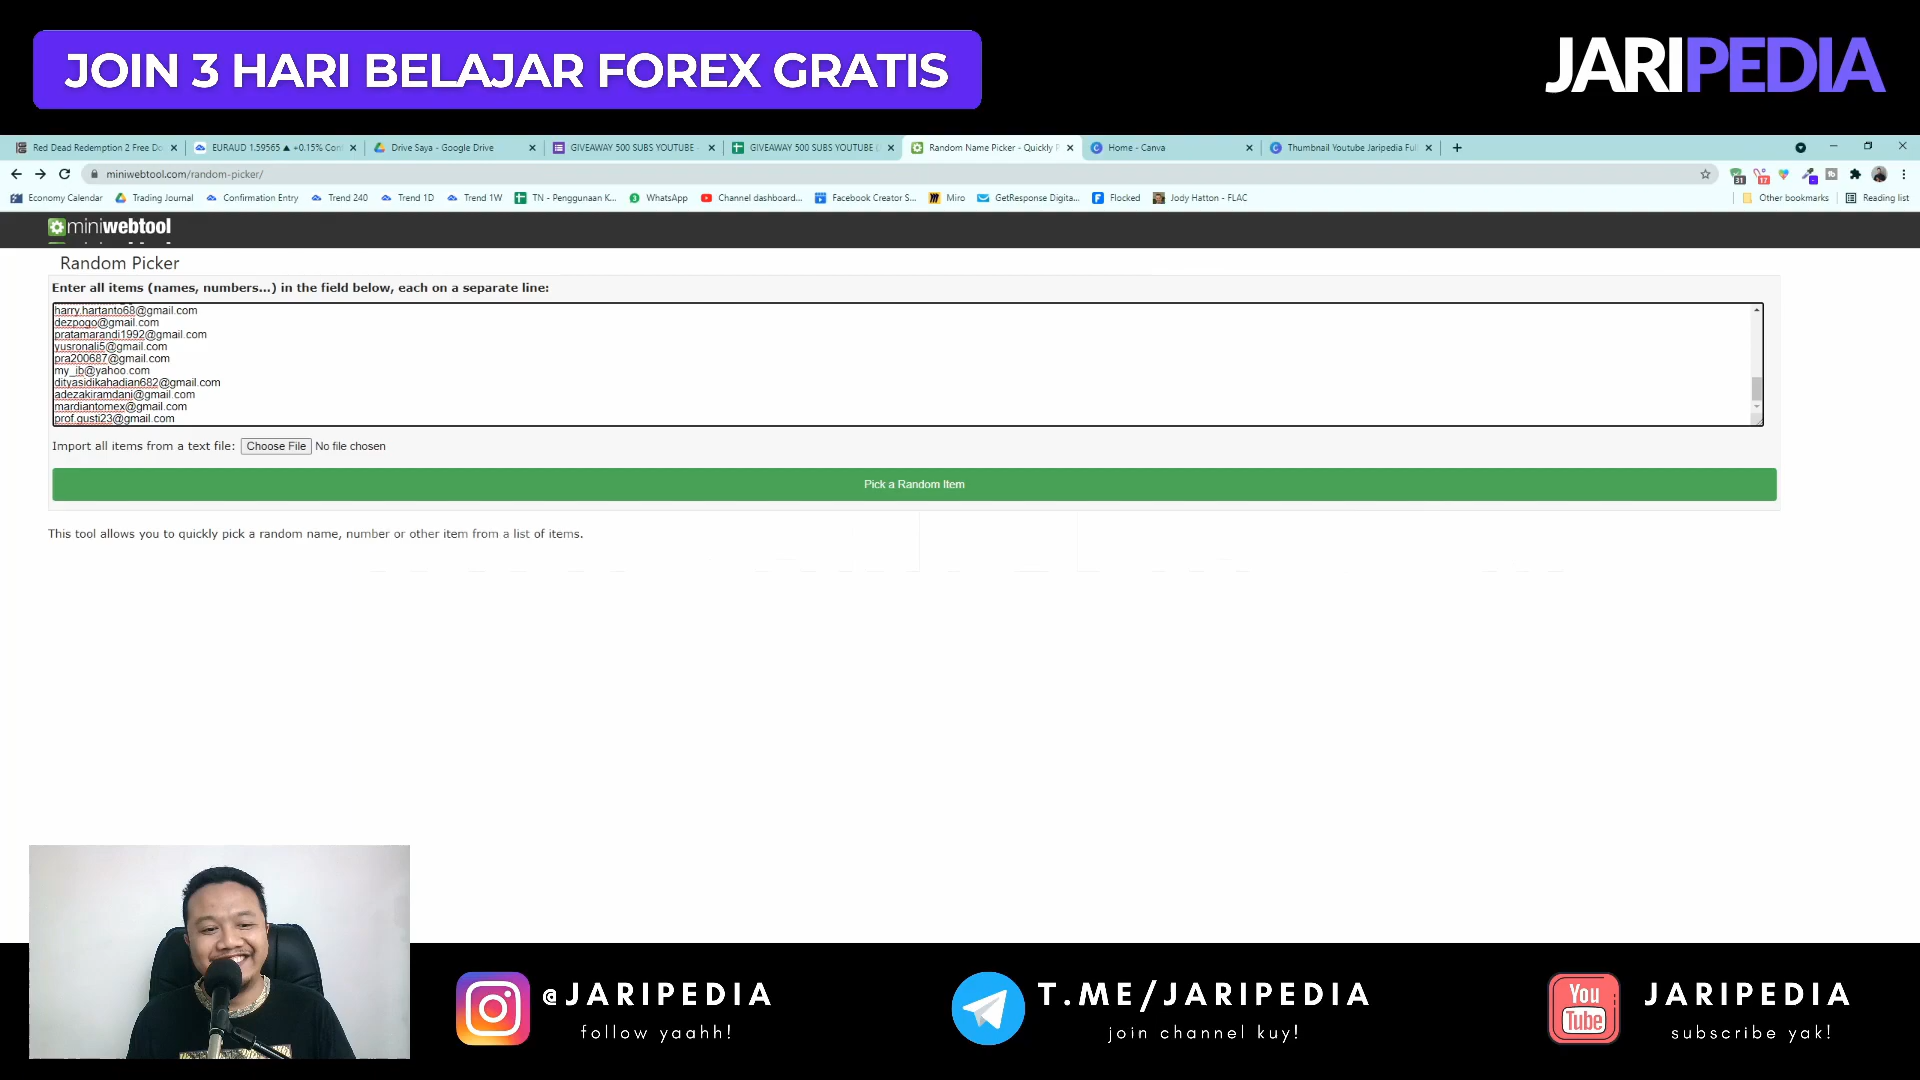 JOIN 3 HARI BELAJAR FOREX GRATIS
JARIPEDIA
Red Dead Redemption 2 Free Do
EURAUD 1.59565 ▲ +0.15% Con
Drive Saya - Google Drive
GIVEAWAY 500 SUBS YOUTUBE -
GIVEAWAY 500 SUBS YOUTUBE (
Random Name Picker - Quickly P
Home - Canva
Thumbnail Youtube Jaripedia Full
miniwebtool.com/random-picker/
31
17
Economy Calendar
Trading Journal
Confirmation Entry
Trend 240
Trend 1D
Trend 1W
TN - Penggunaan K...
WhatsApp
Channel dashboard...
Facebook Creator S...
Miro
GetResponse Digita...
Flocked
Jody Hatton - FLAC
Other bookmarks
Reading list
miniwebtool
Random Picker
Enter all items (names, numbers...) in the field below, each on a separate line:
harry.hartanto68@gmail.com
dezpogo@gmail.com
pratamarandi1992@gmail.com
yusronali5@gmail.com
pra200687@gmail.com
my_ib@yahoo.com
dityasidikahadian682@gmail.com
adezakiramdani@gmail.com
mardiantomex@gmail.com
prof.gusti23@gmail.com
Import all items from a text file: Choose File No file chosen
Pick a Random Item
This tool allows you to quickly pick a random name, number or other item from a list of items.
@JARIPEDIA
follow yaahh!
T.ME/JARIPEDIA
join channel kuy!
You Tube
JARIPEDIA
subscribe yak!